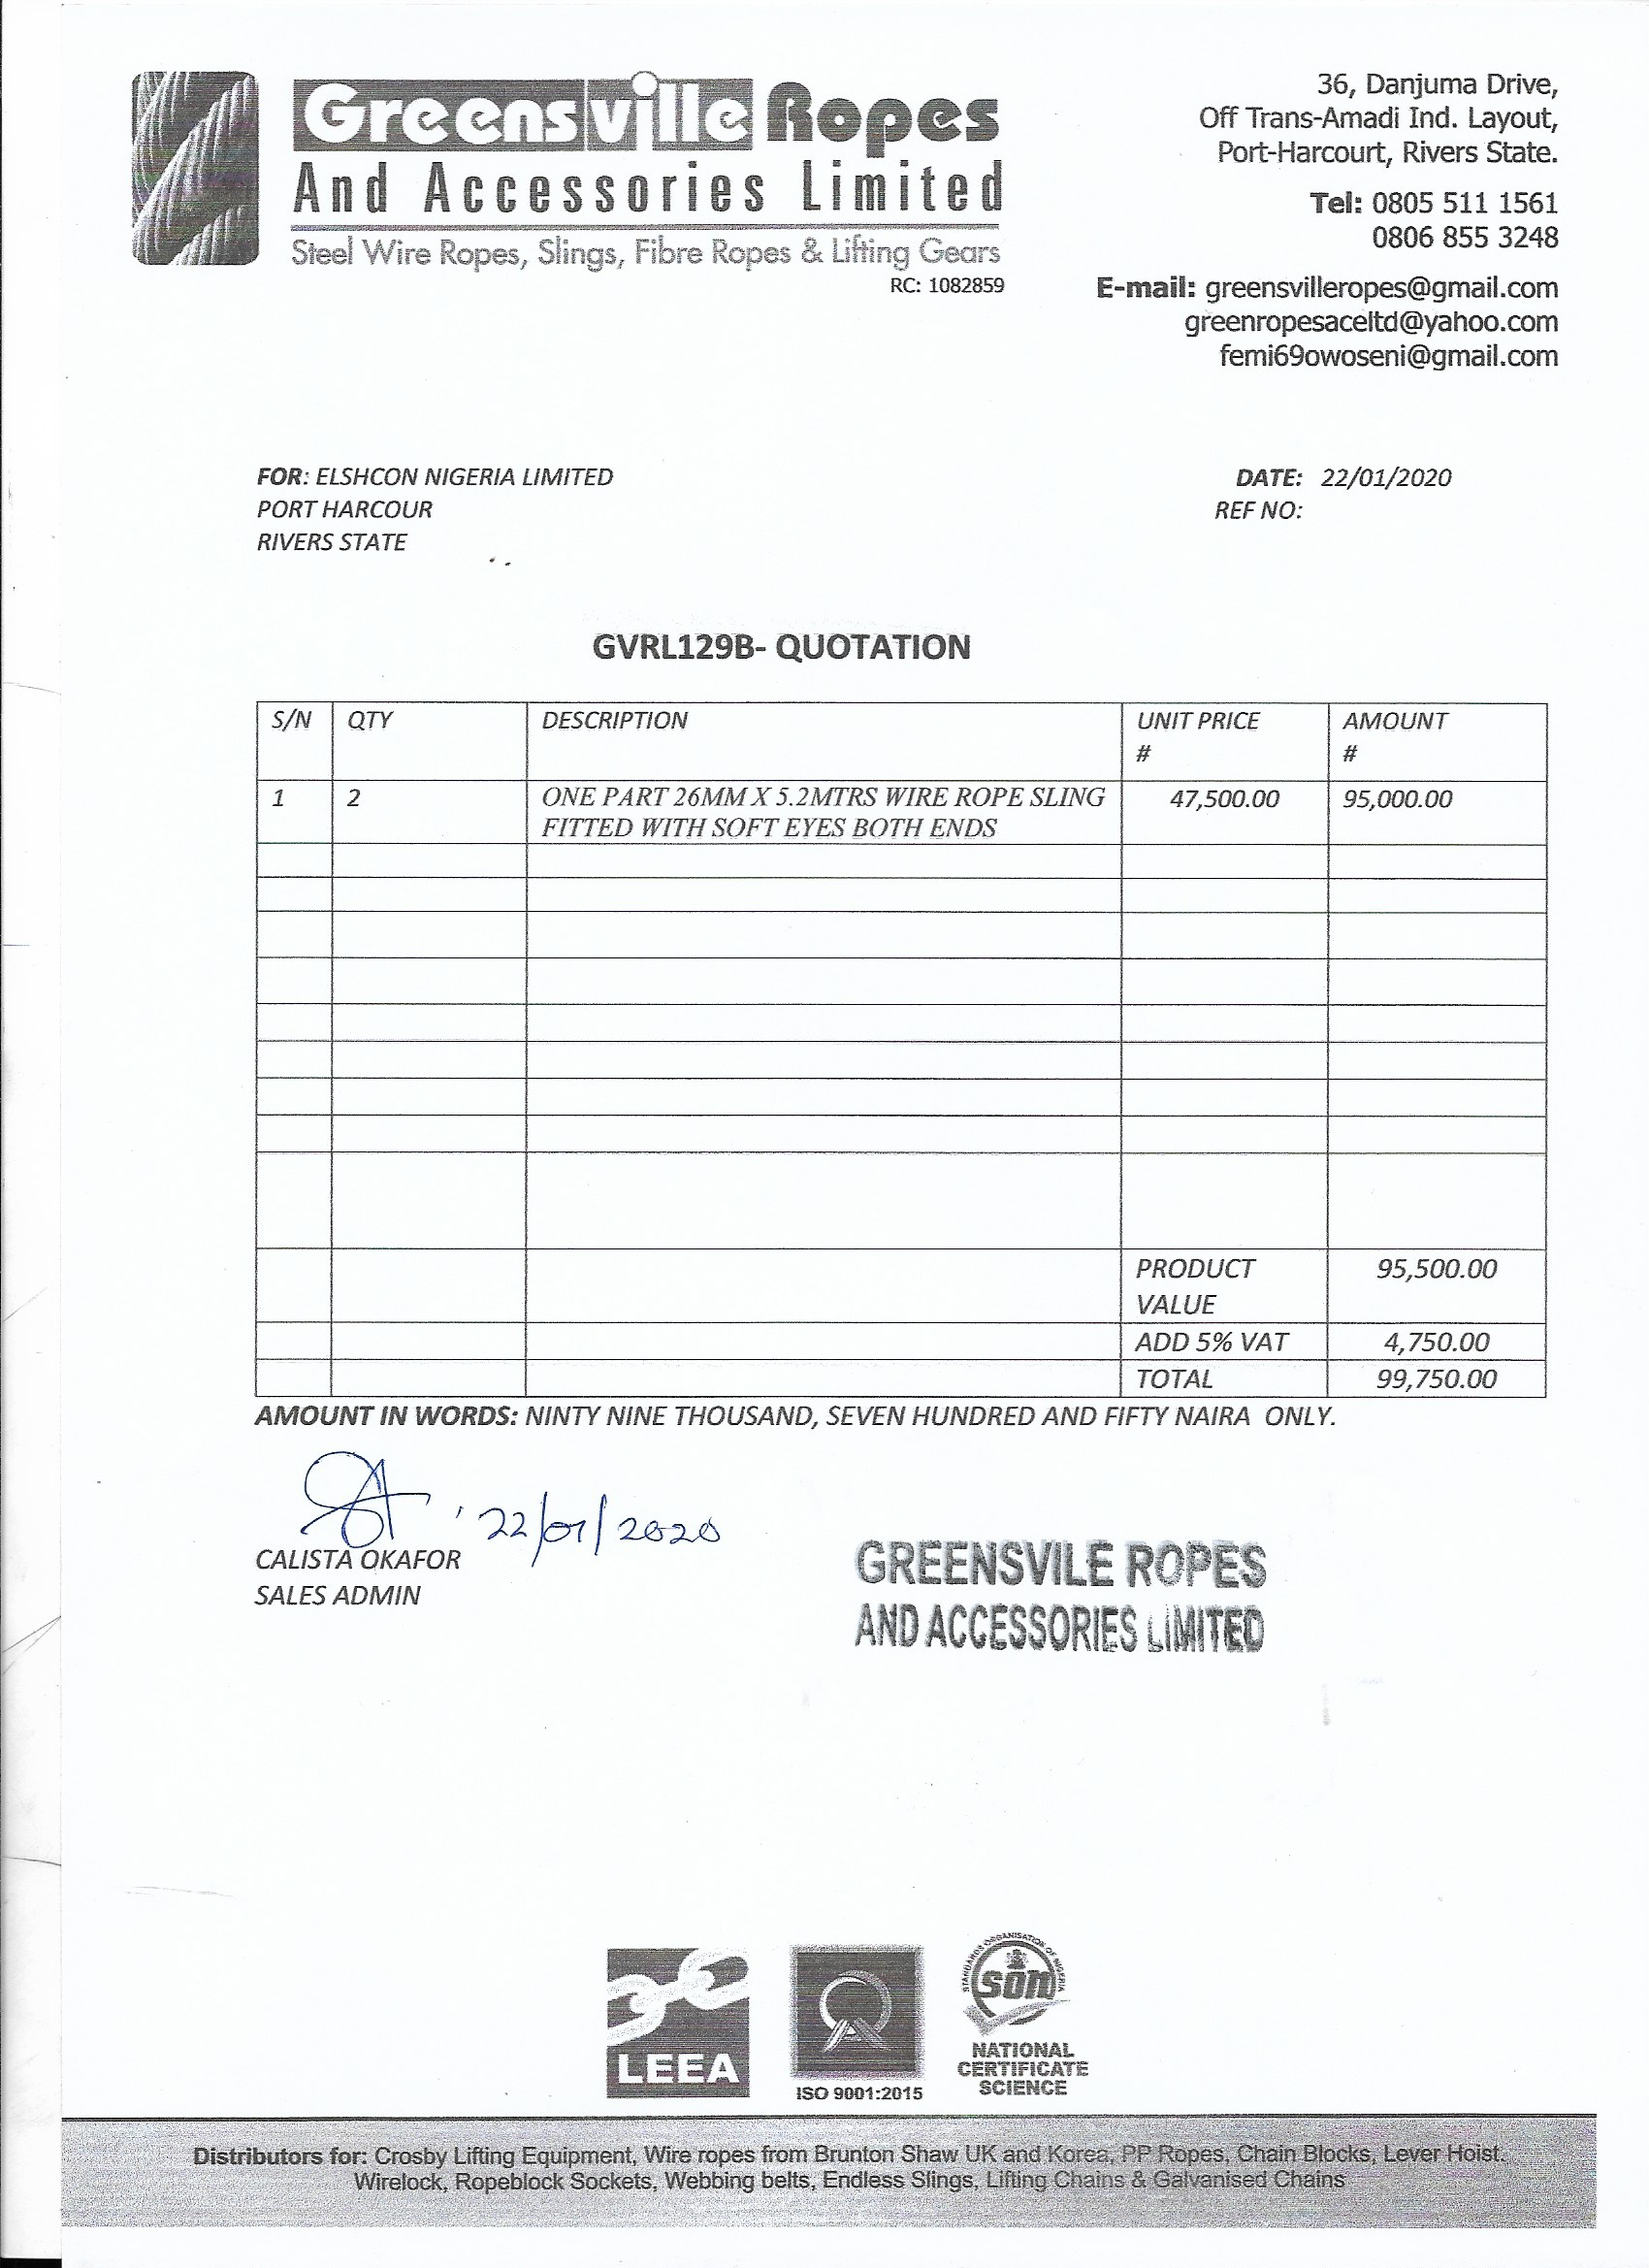 Greensville Ropes
And Accessories Limited
Steel Wire Ropes, Slings, Fibre Ropes & Lifting Gears
RC: 1082859
36, Danjuma Drive,
Off Trans-Amadi Ind. Layout,
Port-Harcourt, Rivers State.
Tel: 0805 511 1561
0806 855 3248
E-mail: greensvilleropes@gmail.com
greenropesaceltd@yahoo.com
femi69owoseni@gmail.com
FOR: ELSHCON NIGERIA LIMITED
PORT HARCOUR
RIVERS STATE
DATE: 22/01/2020
REF NO:
GVRL129B- QUOTATION
S/N QTY DESCRIPTION UNIT PRICE AMOUNT
# #
1 2 ONE PART 26MM X 5.2MTRS WIRE ROPE SLING 47,500.00 95,000.00
FITTED WITH SOFT EYES BOTH ENDS
PRODUCT 95,500.00
VALUE
ADD 5% VAT 4,750.00
TOTAL 99,750.00
AMOUNT IN WORDS: NINTY NINE THOUSAND, SEVEN HUNDRED AND FIFTY NAIRA ONLY.
22/01/2020
CALISTA OKAFOR
SALES ADMIN
GREENSVILE ROPES
AND ACCESSORIES LIMITED
LEEA
ISO 9001:2015
STANDARDS ORGANISATION OF NIGERIA
SON
NATIONAL
CERTIFICATE
SCIENCE
Distributors for: Crosby Lifting Equipment, Wire ropes from Brunton Shaw UK and Korea, PP Ropes, Chain Blocks, Lever Hoist.
Wirelock, Ropeblock Sockets, Webbing belts, Endless Slings, Lifting Chains & Galvanised Chains